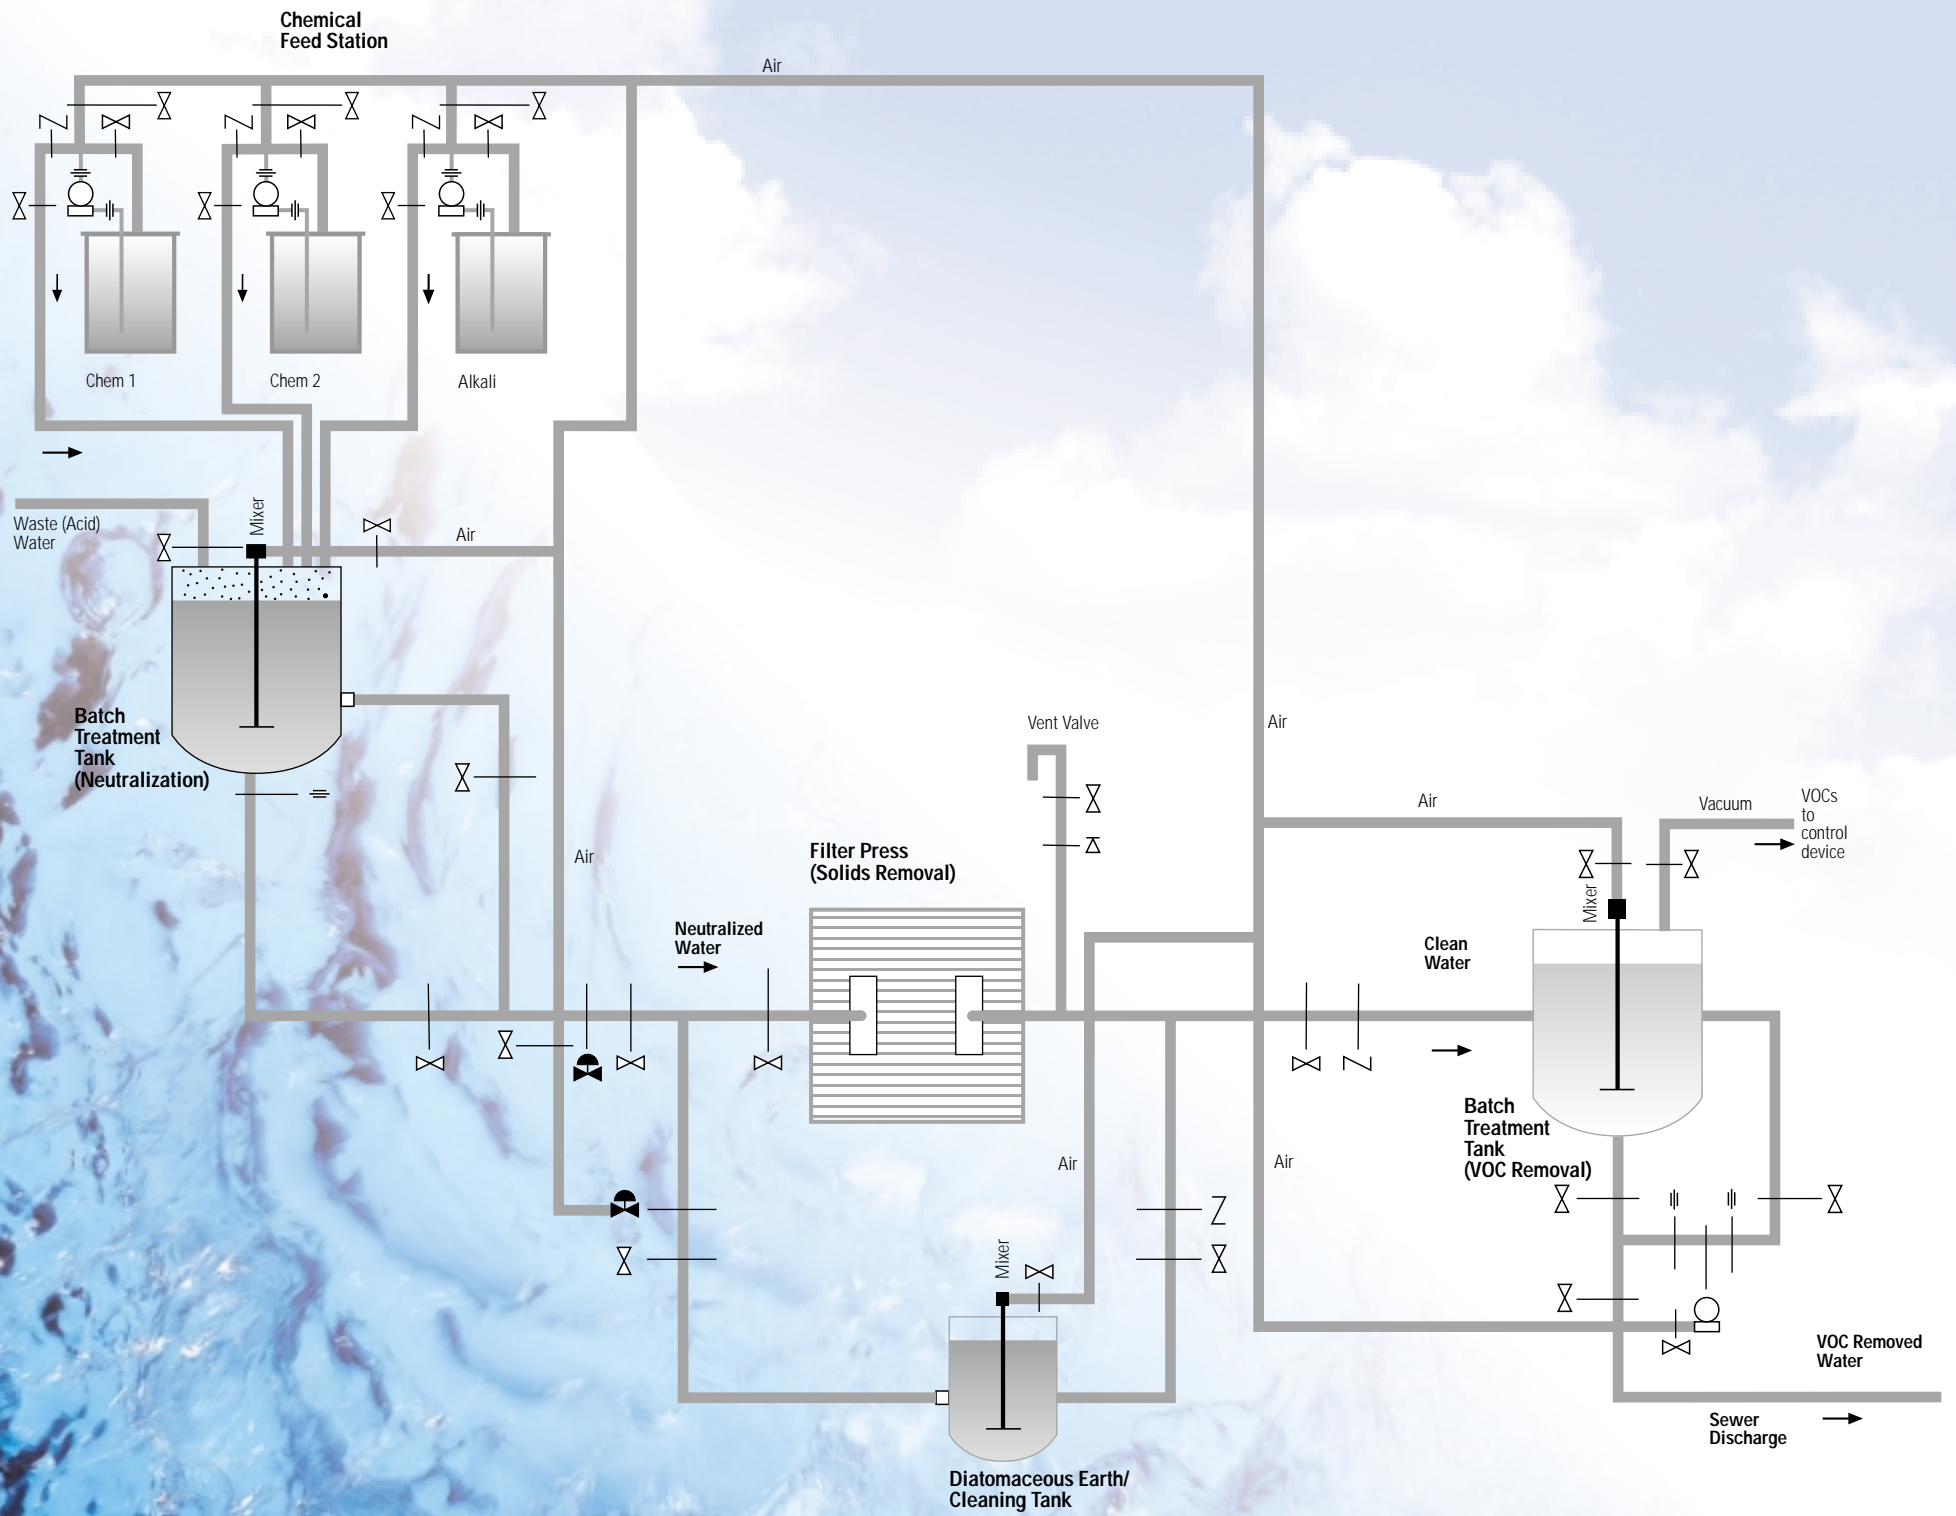 Chemical
Feed Station
Air
Chem 1
Chem 2
Alkali
Waste (Acid)
Water
Mixer
Air
Batch
Treatment
Tank
(Neutralization)
Air
Vent Valve
Air
Filter Press
(Solids Removal)
Neutralized
Water
Air
Vacuum
VOCs
to
control
device
Mixer
Clean
Water
Batch
Treatment
Tank
(VOC Removal)
Air
Air
Mixer
VOC Removed
Water
Sewer
Discharge
Diatomaceous Earth/
Cleaning Tank